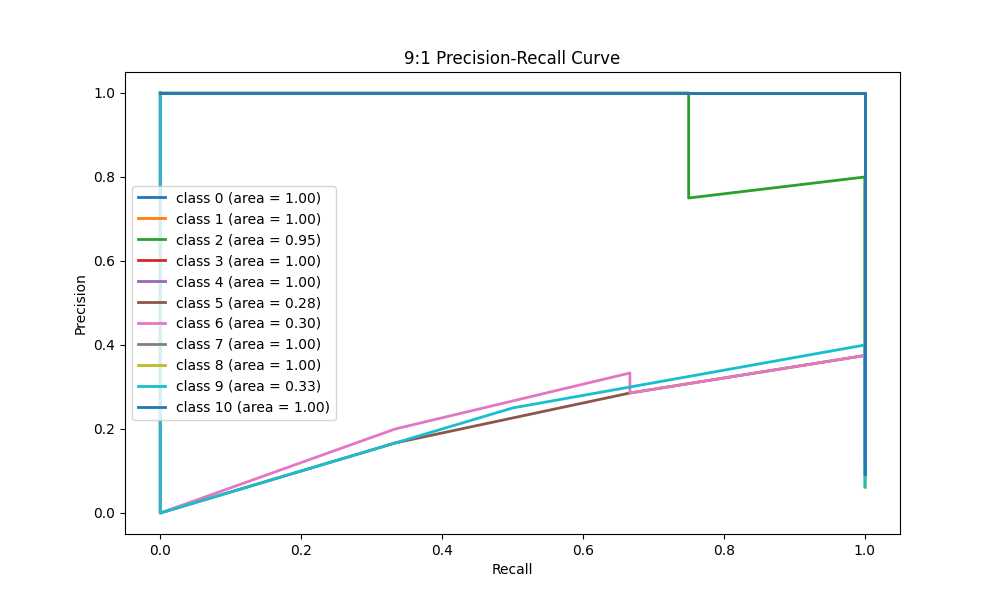 9:1 Precision-Recall Curve
Precision
1.0
0.8
0.6
0.4
0.2
0.0
class 0 (area = 1.00)
class 1 (area = 1.00)
class 2 (area = 0.95)
class 3 (area = 1.00)
class 4 (area = 1.00)
class 5 (area = 0.28)
class 6 (area = 0.30)
class 7 (area = 1.00)
class 8 (area = 1.00)
class 9 (area = 0.33)
class 10 (area = 1.00)
0.0 0.2 0.4 0.6 0.8 1.0
Recall